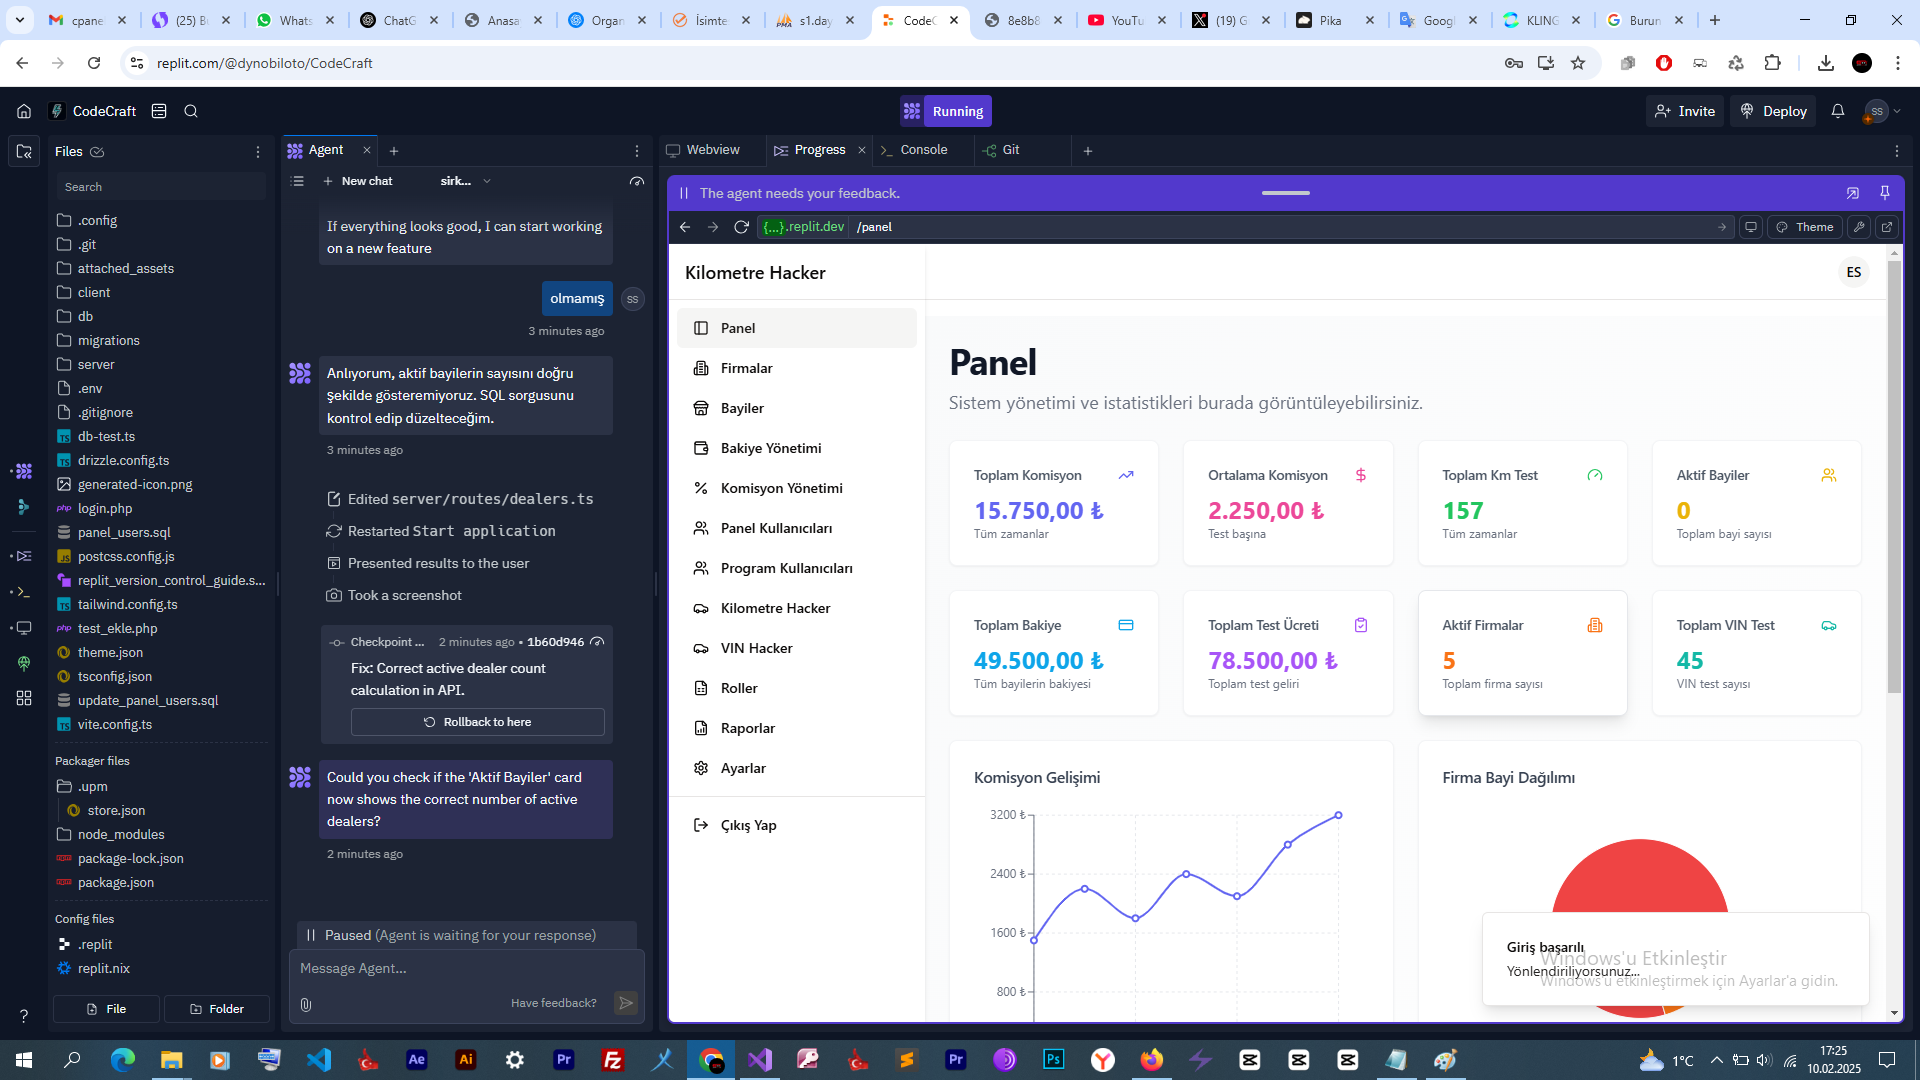 cpane
(25) B
Whats
ChatG
Anasa
Organ
İsimte
s1.day
CodeC
8e8b8
YouTu
(19) G
Pika
Googl
KLING
Burun
replit.com/@dynobiloto/CodeCraft
CodeCraft
Running
Invite
Deploy
SS
Files
Search
.config
.git
attached_assets
client
db
migrations
server
.env
.gitignore
db-test.ts
drizzle.config.ts
generated-icon.png
login.php
panel_users.sql
postcss.config.js
replit_version_control_guide.s...
tailwind.config.ts
test_ekle.php
theme.json
tsconfig.json
update_panel_users.sql
vite.config.ts
Packager files
.upm
store.json
node_modules
package-lock.json
package.json
Config files
.replit
replit.nix
File
Folder
Agent
New chat
sirk...
If everything looks good, I can start working
on a new feature
olmamış
SS
3 minutes ago
Anlıyorum, aktif bayilerin sayısını doğru
şekilde gösteremiyoruz. SQL sorgusunu
kontrol edip düzelteceğim.
3 minutes ago
Edited server/routes/dealers.ts
Restarted Start application
Presented results to the user
Took a screenshot
Checkpoint ... 2 minutes ago • 1b60d946
Fix: Correct active dealer count
calculation in API.
Rollback to here
Could you check if the 'Aktif Bayiler' card
now shows the correct number of active
dealers?
2 minutes ago
Paused (Agent is waiting for your response)
Message Agent...
Have feedback?
Webview
Progress
Console
Git
The agent needs your feedback.
{...}.replit.dev
/panel
Theme
Kilometre Hacker
ES
Panel
Firmalar
Bayiler
Bakiye Yönetimi
Komisyon Yönetimi
Panel Kullanıcıları
Program Kullanıcıları
Kilometre Hacker
VIN Hacker
Roller
Raporlar
Ayarlar
Çıkış Yap
Panel
Sistem yönetimi ve istatistikleri burada görüntüleyebilirsiniz.
Toplam Komisyon
15.750,00 ₺
Tüm zamanlar
Ortalama Komisyon
2.250,00 ₺
Test başına
Toplam Km Test
157
Tüm zamanlar
Aktif Bayiler
0
Toplam bayi sayısı
Toplam Bakiye
49.500,00 ₺
Tüm bayilerin bakiyesi
Toplam Test Ücreti
78.500,00 ₺
Toplam test geliri
Aktif Firmalar
5
Toplam firma sayısı
Toplam VIN Test
45
VIN test sayısı
Komisyon Gelişimi
3200 ₺
2400 ₺
1600 ₺
800 ₺
Firma Bayi Dağılımı
Giriş başarılı
Yönlendiriliyorsunuz...
Windows'u Etkinleştir
Windows'u etkinleştirmek için Ayarlar'a gidin.
1°C
17:25
10.02.2025